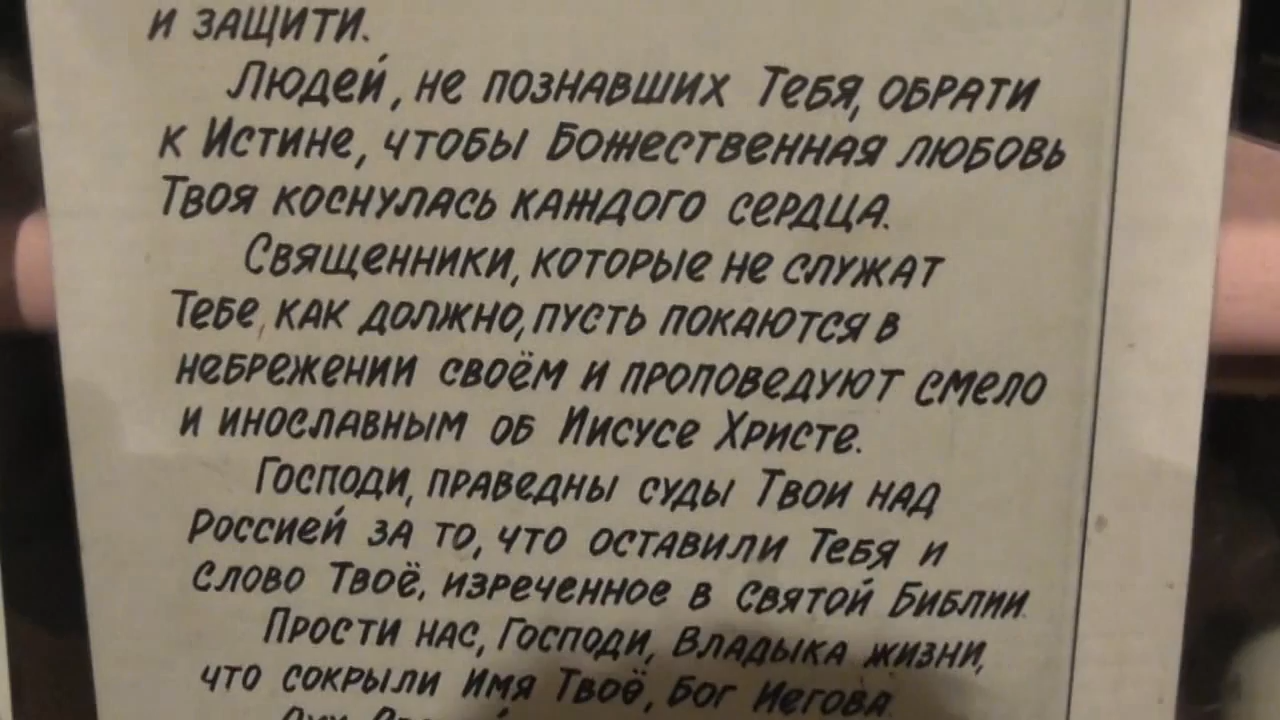 и защити.
Людей, не познавших Тебя, обрати
к Истине, чтобы Божественная любовь
Твоя коснулась каждого сердца.
Священники, которые не служат
Тебе, как должно, пусть покаются в
небрежении своём и проповедуют смело
и инославным об Иисусе Христе.
Господи, праведны суды Твои над
Россией за то, что оставили Тебя и
Слово Твоё, изреченное в Святой Библии.
Прости нас, Господи, Владыка жизни,
что сокрыли Имя Твоё, Бог Иегова.